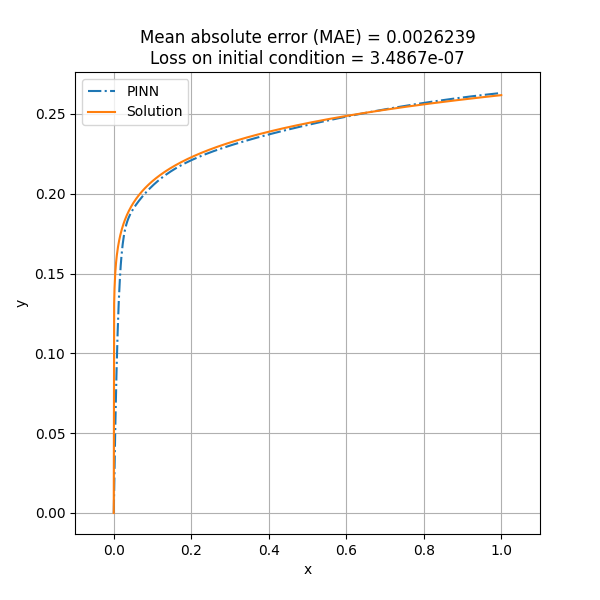 Mean absolute error (MAE) = 0.0026239
Loss on initial condition = 3.4867e-07
PINN
Solution
y
0.25
0.20
0.15
0.10
0.05
0.00
0.0 0.2 0.4 0.6 0.8 1.0
x